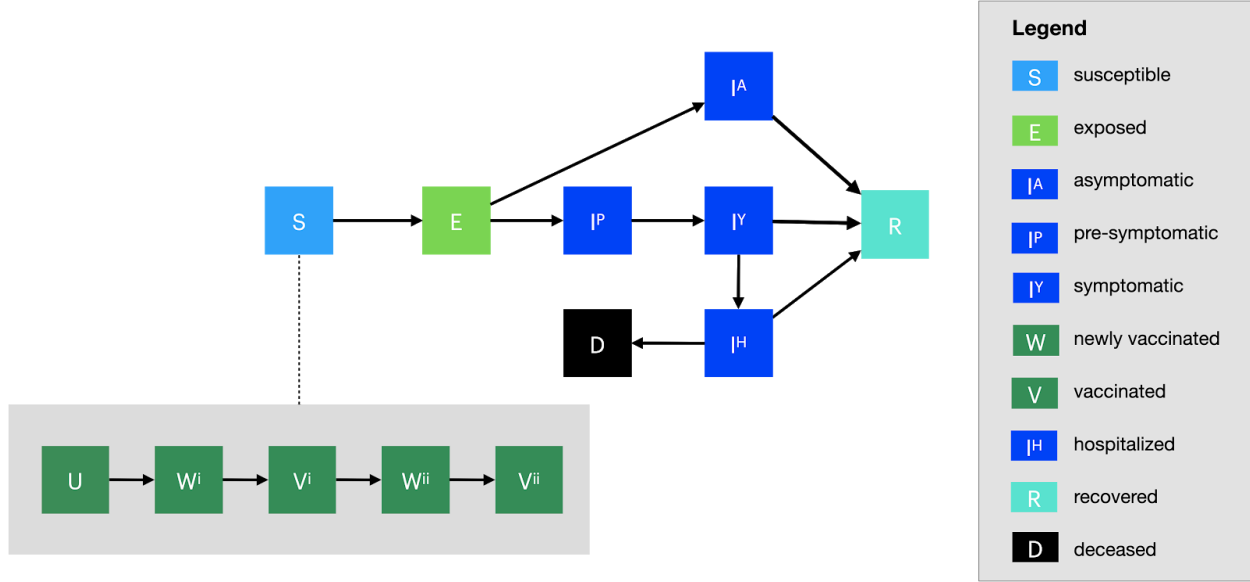 Legend
S susceptible
E exposed
I^A asymptomatic
I^P pre-symptomatic
I^Y symptomatic
W newly vaccinated
V vaccinated
I^H hospitalized
R recovered
D deceased
I^A
S
E
I^P
I^Y
R
D
I^H
U
W^i
V^i
W^ii
V^ii